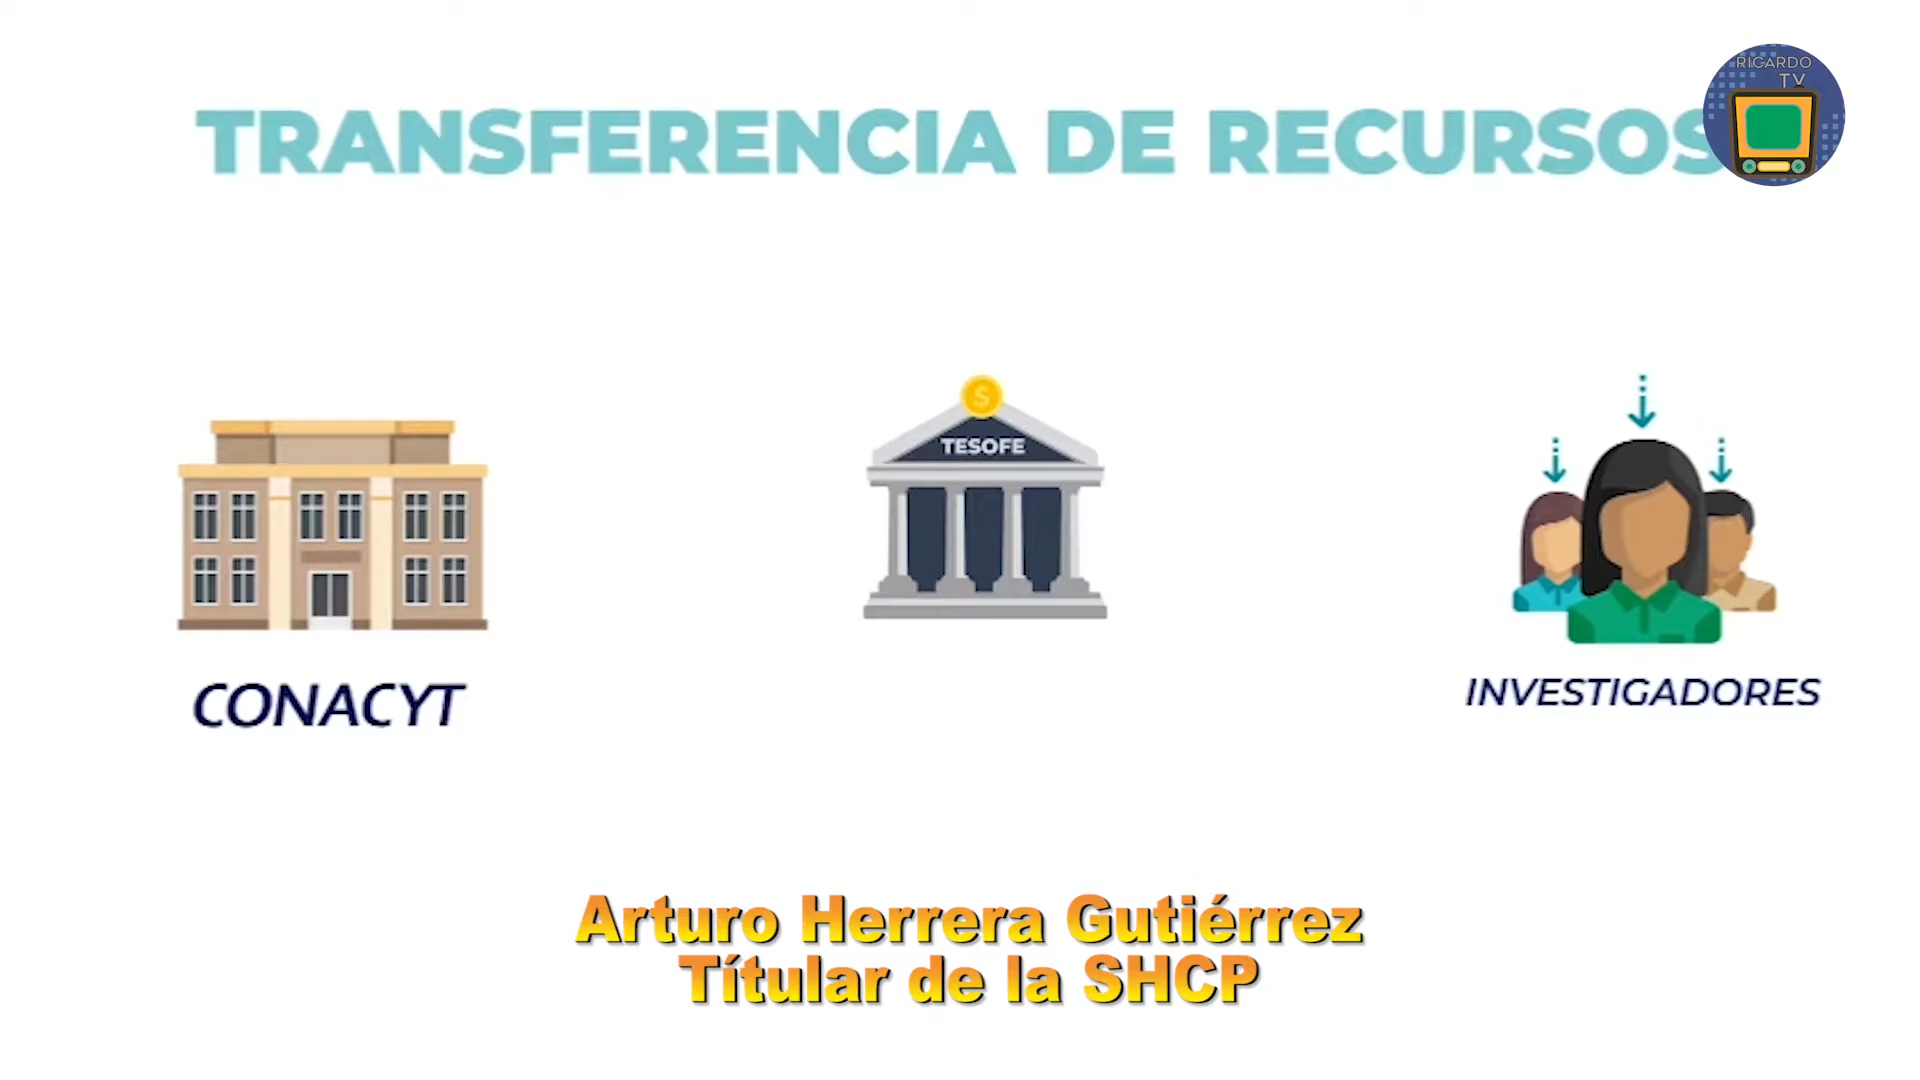 RICARDO
TV
TRANSFERENCIA DE RECURSOS
$
TESOFE
CONACYT
INVESTIGADORES
Arturo Herrera Gutiérrez
Títular de la SHCP